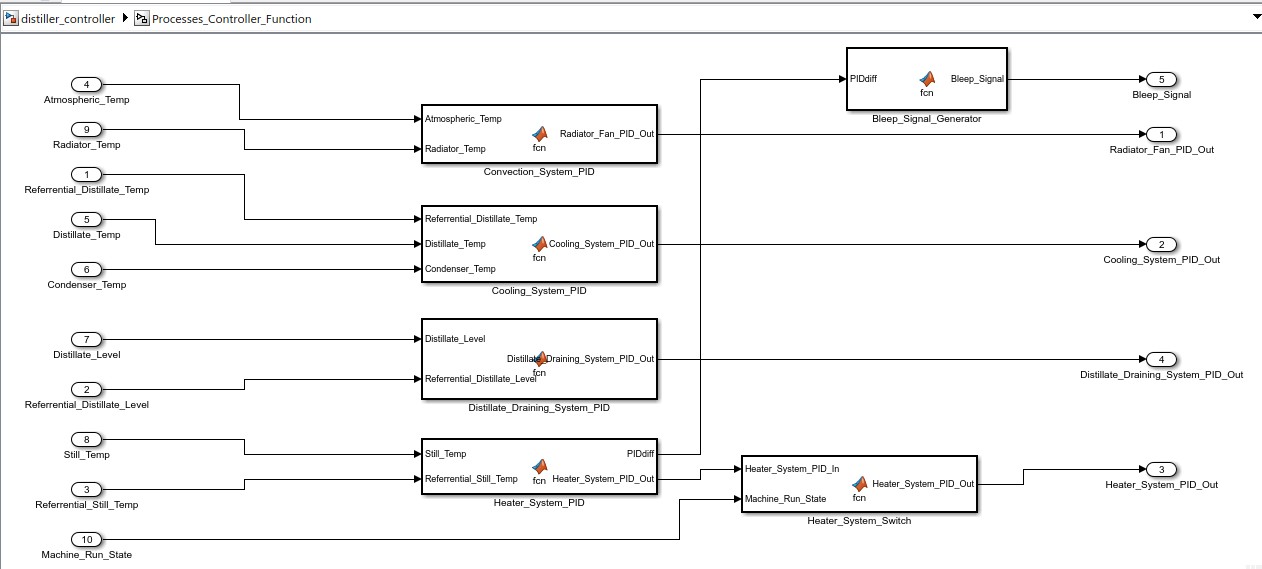 distiller_controller Processes_Controller_Function
4
Atmospheric_Temp
9
Radiator_Temp
1
Referrential_Distillate_Temp
5
Distillate_Temp
6
Condenser_Temp
7
Distillate_Level
2
Referrential_Distillate_Level
8
Still_Temp
3
Referrential_Still_Temp
10
Machine_Run_State
Atmospheric_Temp
Radiator_Temp
fcn
Radiator_Fan_PID_Out
Convection_System_PID
Referrential_Distillate_Temp
Distillate_Temp
Condenser_Temp
fcn
Cooling_System_PID_Out
Cooling_System_PID
Distillate_Level
Referrential_Distillate_Level
fcn
Distillate_Draining_System_PID_Out
Distillate_Draining_System_PID
Still_Temp
Referrential_Still_Temp
fcn
PIDdiff
Heater_System_PID_Out
Heater_System_PID
PIDdiff
fcn
Bleep_Signal
Bleep_Signal_Generator
Heater_System_PID_In
Machine_Run_State
fcn
Heater_System_PID_Out
Heater_System_Switch
5
Bleep_Signal
1
Radiator_Fan_PID_Out
2
Cooling_System_PID_Out
4
Distillate_Draining_System_PID_Out
3
Heater_System_PID_Out